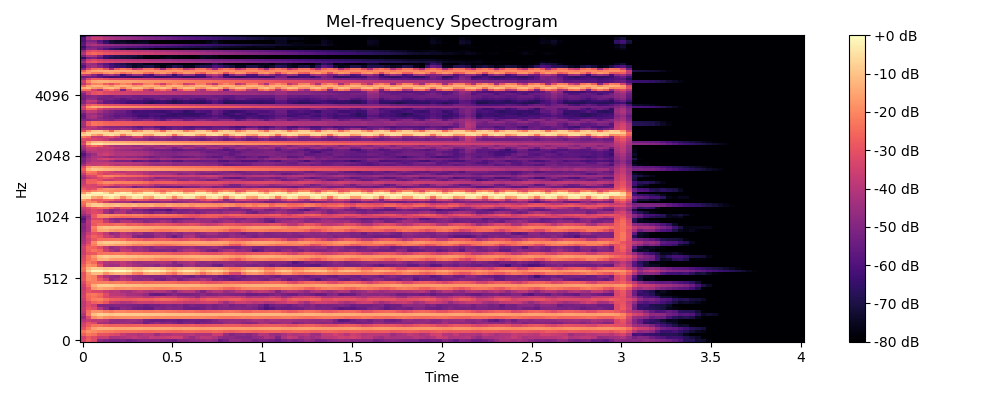 Mel-frequency Spectrogram
Hz
4096
2048
1024
512
0
0 0.5 1 1.5 2 2.5 3 3.5 4
Time
+0 dB
-10 dB
-20 dB
-30 dB
-40 dB
-50 dB
-60 dB
-70 dB
-80 dB